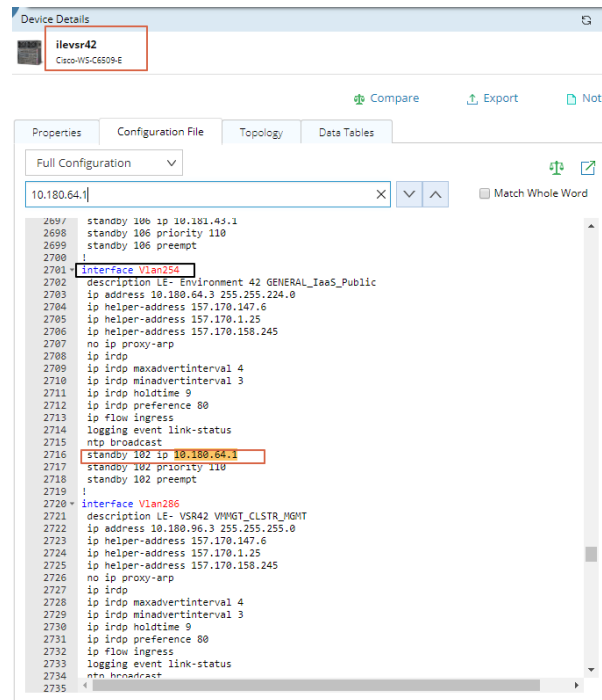 Device Details
ilevsr42
Cisco-WS-C6509-E
Compare
Export
Not
Properties
Configuration File
Topology
Data Tables
Full Configuration
10.180.64.1
Match Whole Word
2697 standby 106 ip 10.181.43.1
2698 standby 106 priority 110
2699 standby 106 preempt
2700 !
2701 interface Vlan254
2702 description LE- Environment 42 GENERAL_IaaS_Public
2703 ip address 10.180.64.3 255.255.224.0
2704 ip helper-address 157.170.147.6
2705 ip helper-address 157.170.1.25
2706 ip helper-address 157.170.158.245
2707 no ip proxy-arp
2708 ip irdp
2709 ip irdp maxadvertinterval 4
2710 ip irdp minadvertinterval 3
2711 ip irdp holdtime 9
2712 ip irdp preference 80
2713 ip flow ingress
2714 logging event link-status
2715 ntp broadcast
2716 standby 102 ip 10.180.64.1
2717 standby 102 priority 110
2718 standby 102 preempt
2719 !
2720 interface Vlan286
2721 description LE- VSR42 VMMGT_CLSTR_MGMT
2722 ip address 10.180.96.3 255.255.255.0
2723 ip helper-address 157.170.147.6
2724 ip helper-address 157.170.1.25
2725 ip helper-address 157.170.158.245
2726 no ip proxy-arp
2727 ip irdp
2728 ip irdp maxadvertinterval 4
2729 ip irdp minadvertinterval 3
2730 ip irdp holdtime 9
2731 ip irdp preference 80
2732 ip flow ingress
2733 logging event link-status
2734 ntp broadcast
2735